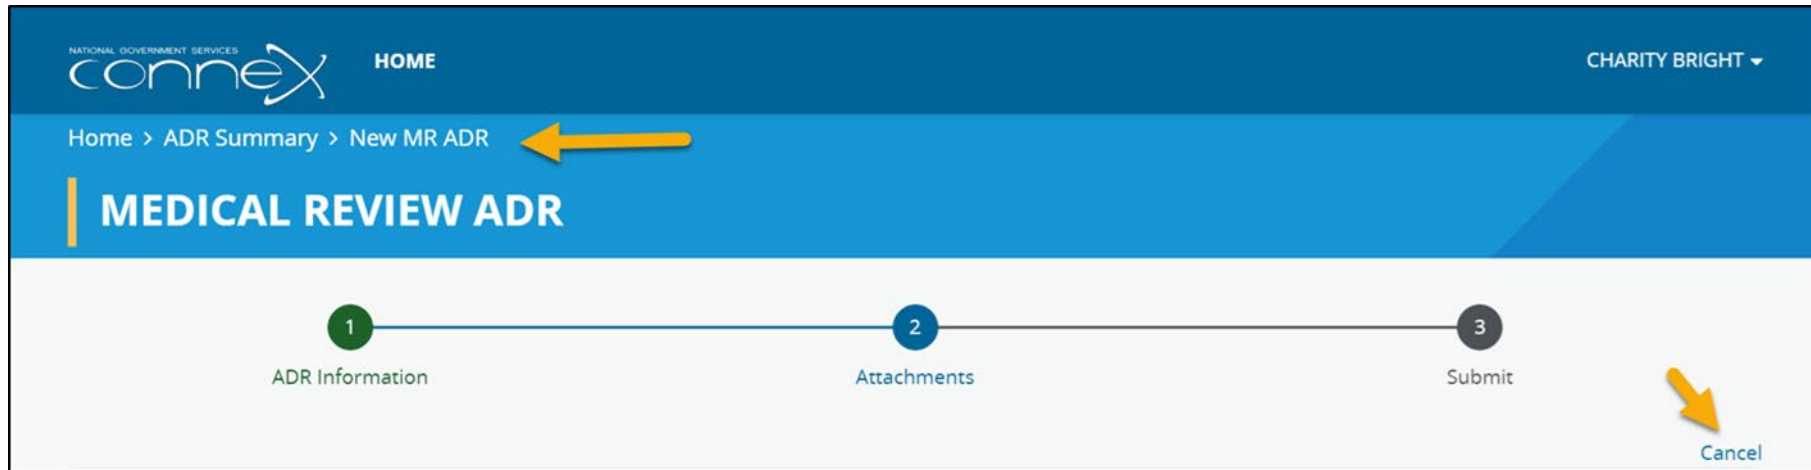 NATIONAL GOVERNMENT SERVICES
conneX
HOME
CHARITY BRIGHT
Home > ADR Summary > New MR ADR
MEDICAL REVIEW ADR
1
2
3
ADR Information
Attachments
Submit
Cancel